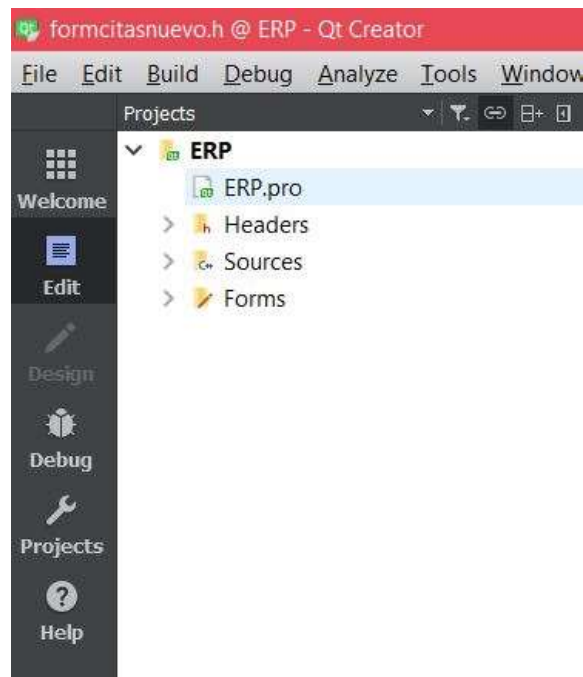 formcitasnuevo.h @ ERP - Qt Creator
File Edit Build Debug Analyze Tools Window
Projects
ERP
ERP.pro
Headers
Sources
Forms
Welcome
Edit
Design
Debug
Projects
Help